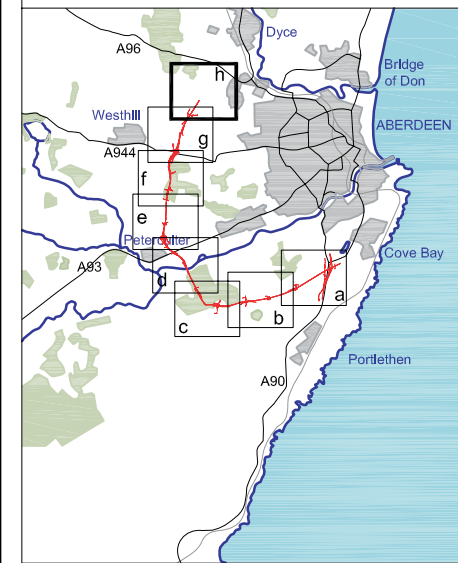 Dyce
A96
h
Bridge
of Don
Westhill
ABERDEEN
g
A944
f
e
Peterculter
Cove Bay
A93
d
a
b
c
Portlethen
A90